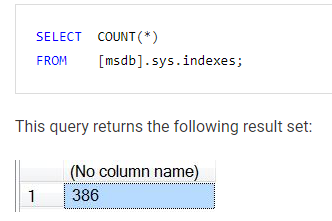 SELECT  COUNT(*)
FROM    [msdb].sys.indexes;
This query returns the following result set:
(No column name)
1 386